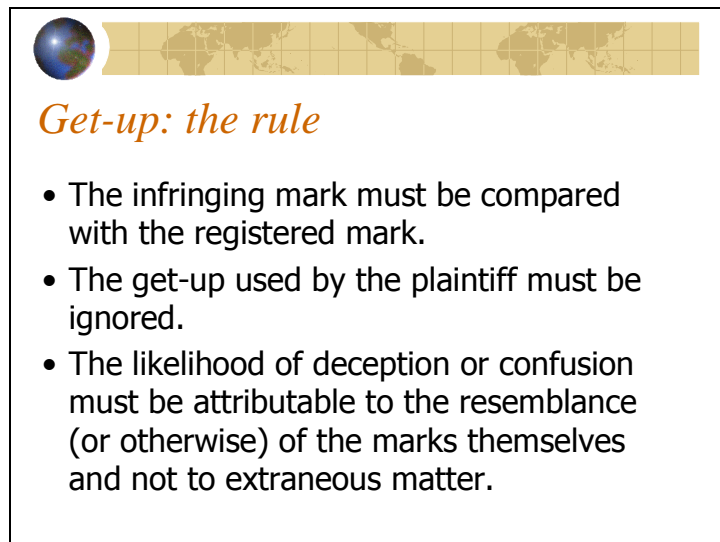 Get-up: the rule
• The infringing mark must be compared
with the registered mark.
• The get-up used by the plaintiff must be
ignored.
• The likelihood of deception or confusion
must be attributable to the resemblance
(or otherwise) of the marks themselves
and not to extraneous matter.